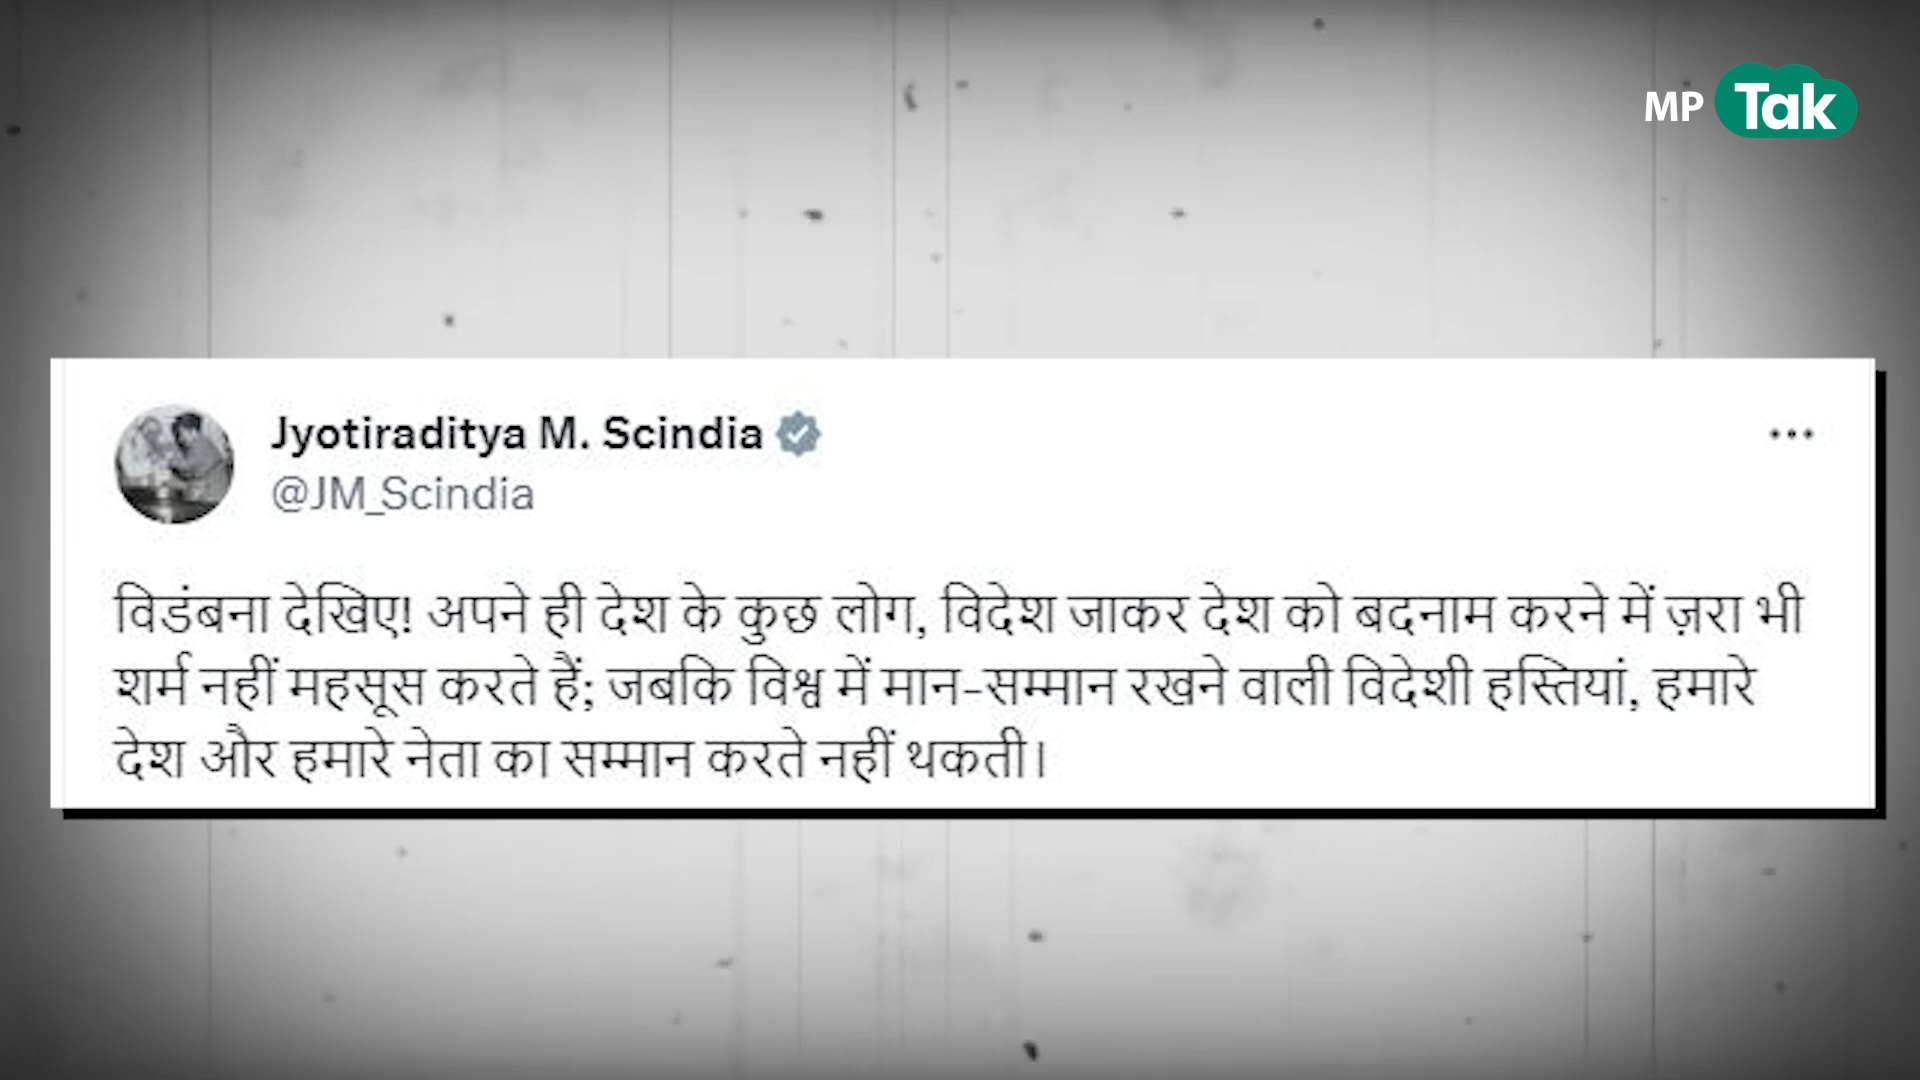 MP Tak
Jyotiraditya M. Scindia
@JM_Scindia
विडंबना देखिए! अपने ही देश के कुछ लोग, विदेश जाकर देश को बदनाम करने में ज़रा भी
शर्म नहीं महसूस करते हैं; जबकि विश्व में मान-सम्मान रखने वाली विदेशी हस्तियां, हमारे
देश और हमारे नेता का सम्मान करते नहीं थकती।